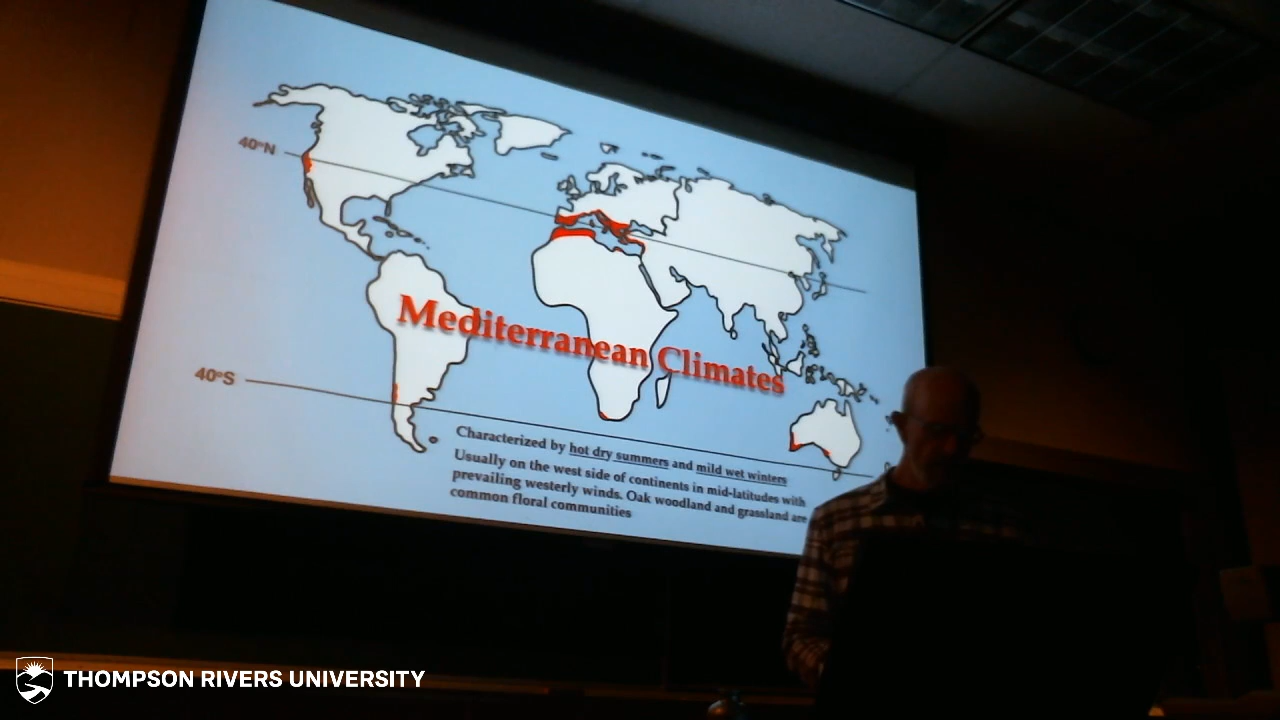 40°N
Mediterranean Climates
40°S
Characterized by hot dry summers and mild wet winters
Usually on the west side of continents in mid-latitudes with
prevailing westerly winds. Oak woodland and grassland are
common floral communities
THOMPSON RIVERS UNIVERSITY